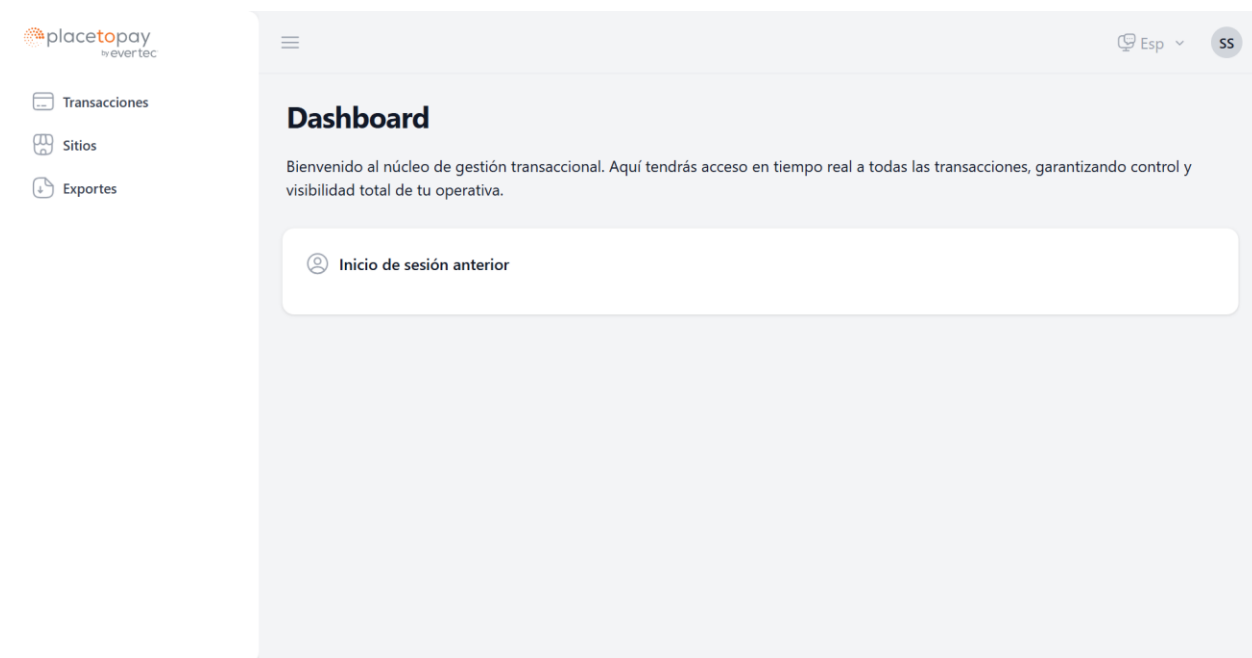 placetopay
by evertec
Transacciones
Sitios
Exportes
Esp
SS
Dashboard
Bienvenido al núcleo de gestión transaccional. Aquí tendrás acceso en tiempo real a todas las transacciones, garantizando control y
visibilidad total de tu operativa.
Inicio de sesión anterior